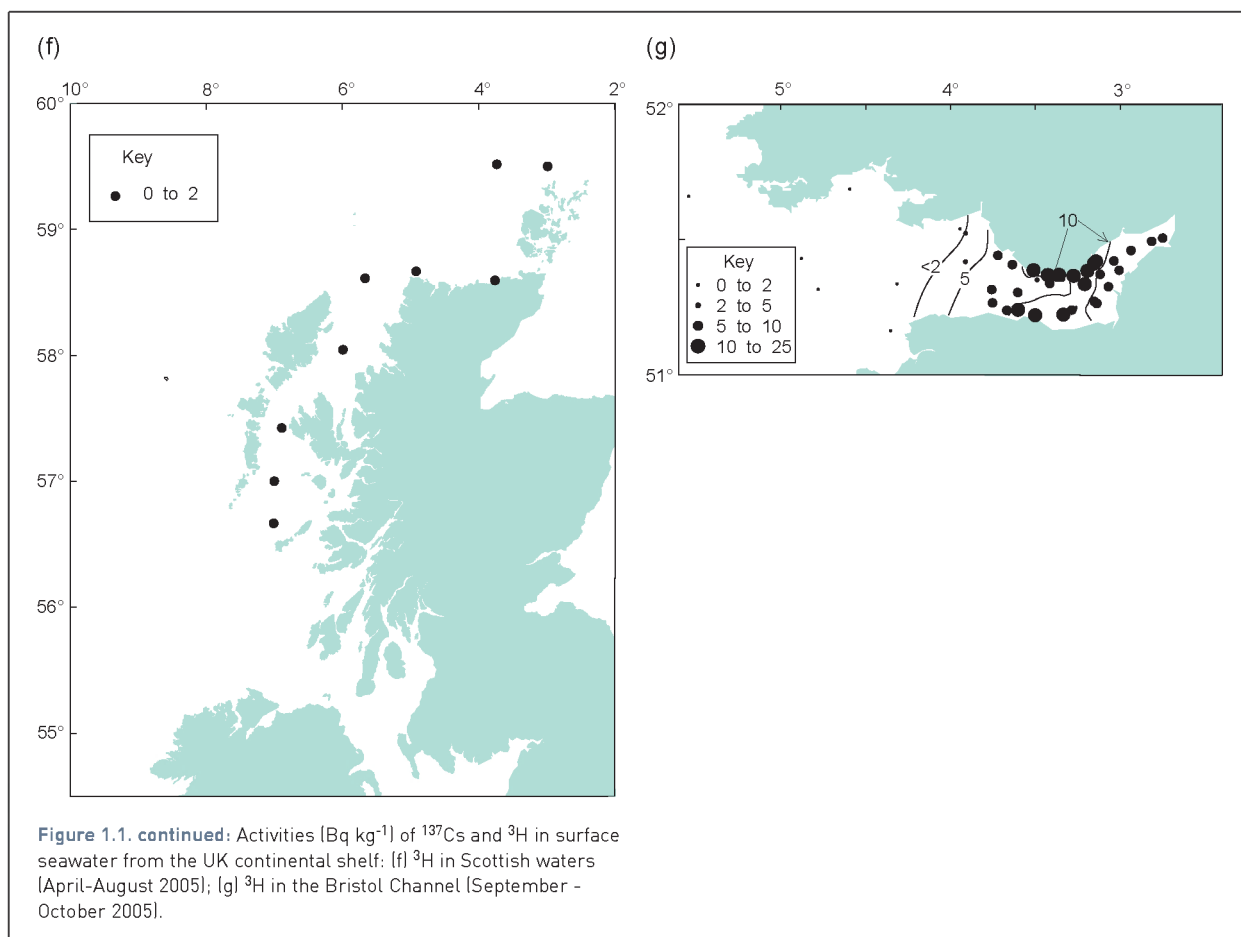 (f)
10° 8° 6° 4° 2°
60°
59°
58°
57°
56°
55°
Key
0 to 2
(g)
5° 4° 3°
52°
51°
10
<2
5
Key
0 to 2
2 to 5
5 to 10
10 to 25
Figure 1.1. continued: Activities (Bq kg⁻¹) of ¹³⁷Cs and ³H in surface
seawater from the UK continental shelf: (f) ³H in Scottish waters
(April-August 2005); (g) ³H in the Bristol Channel (September -
October 2005).